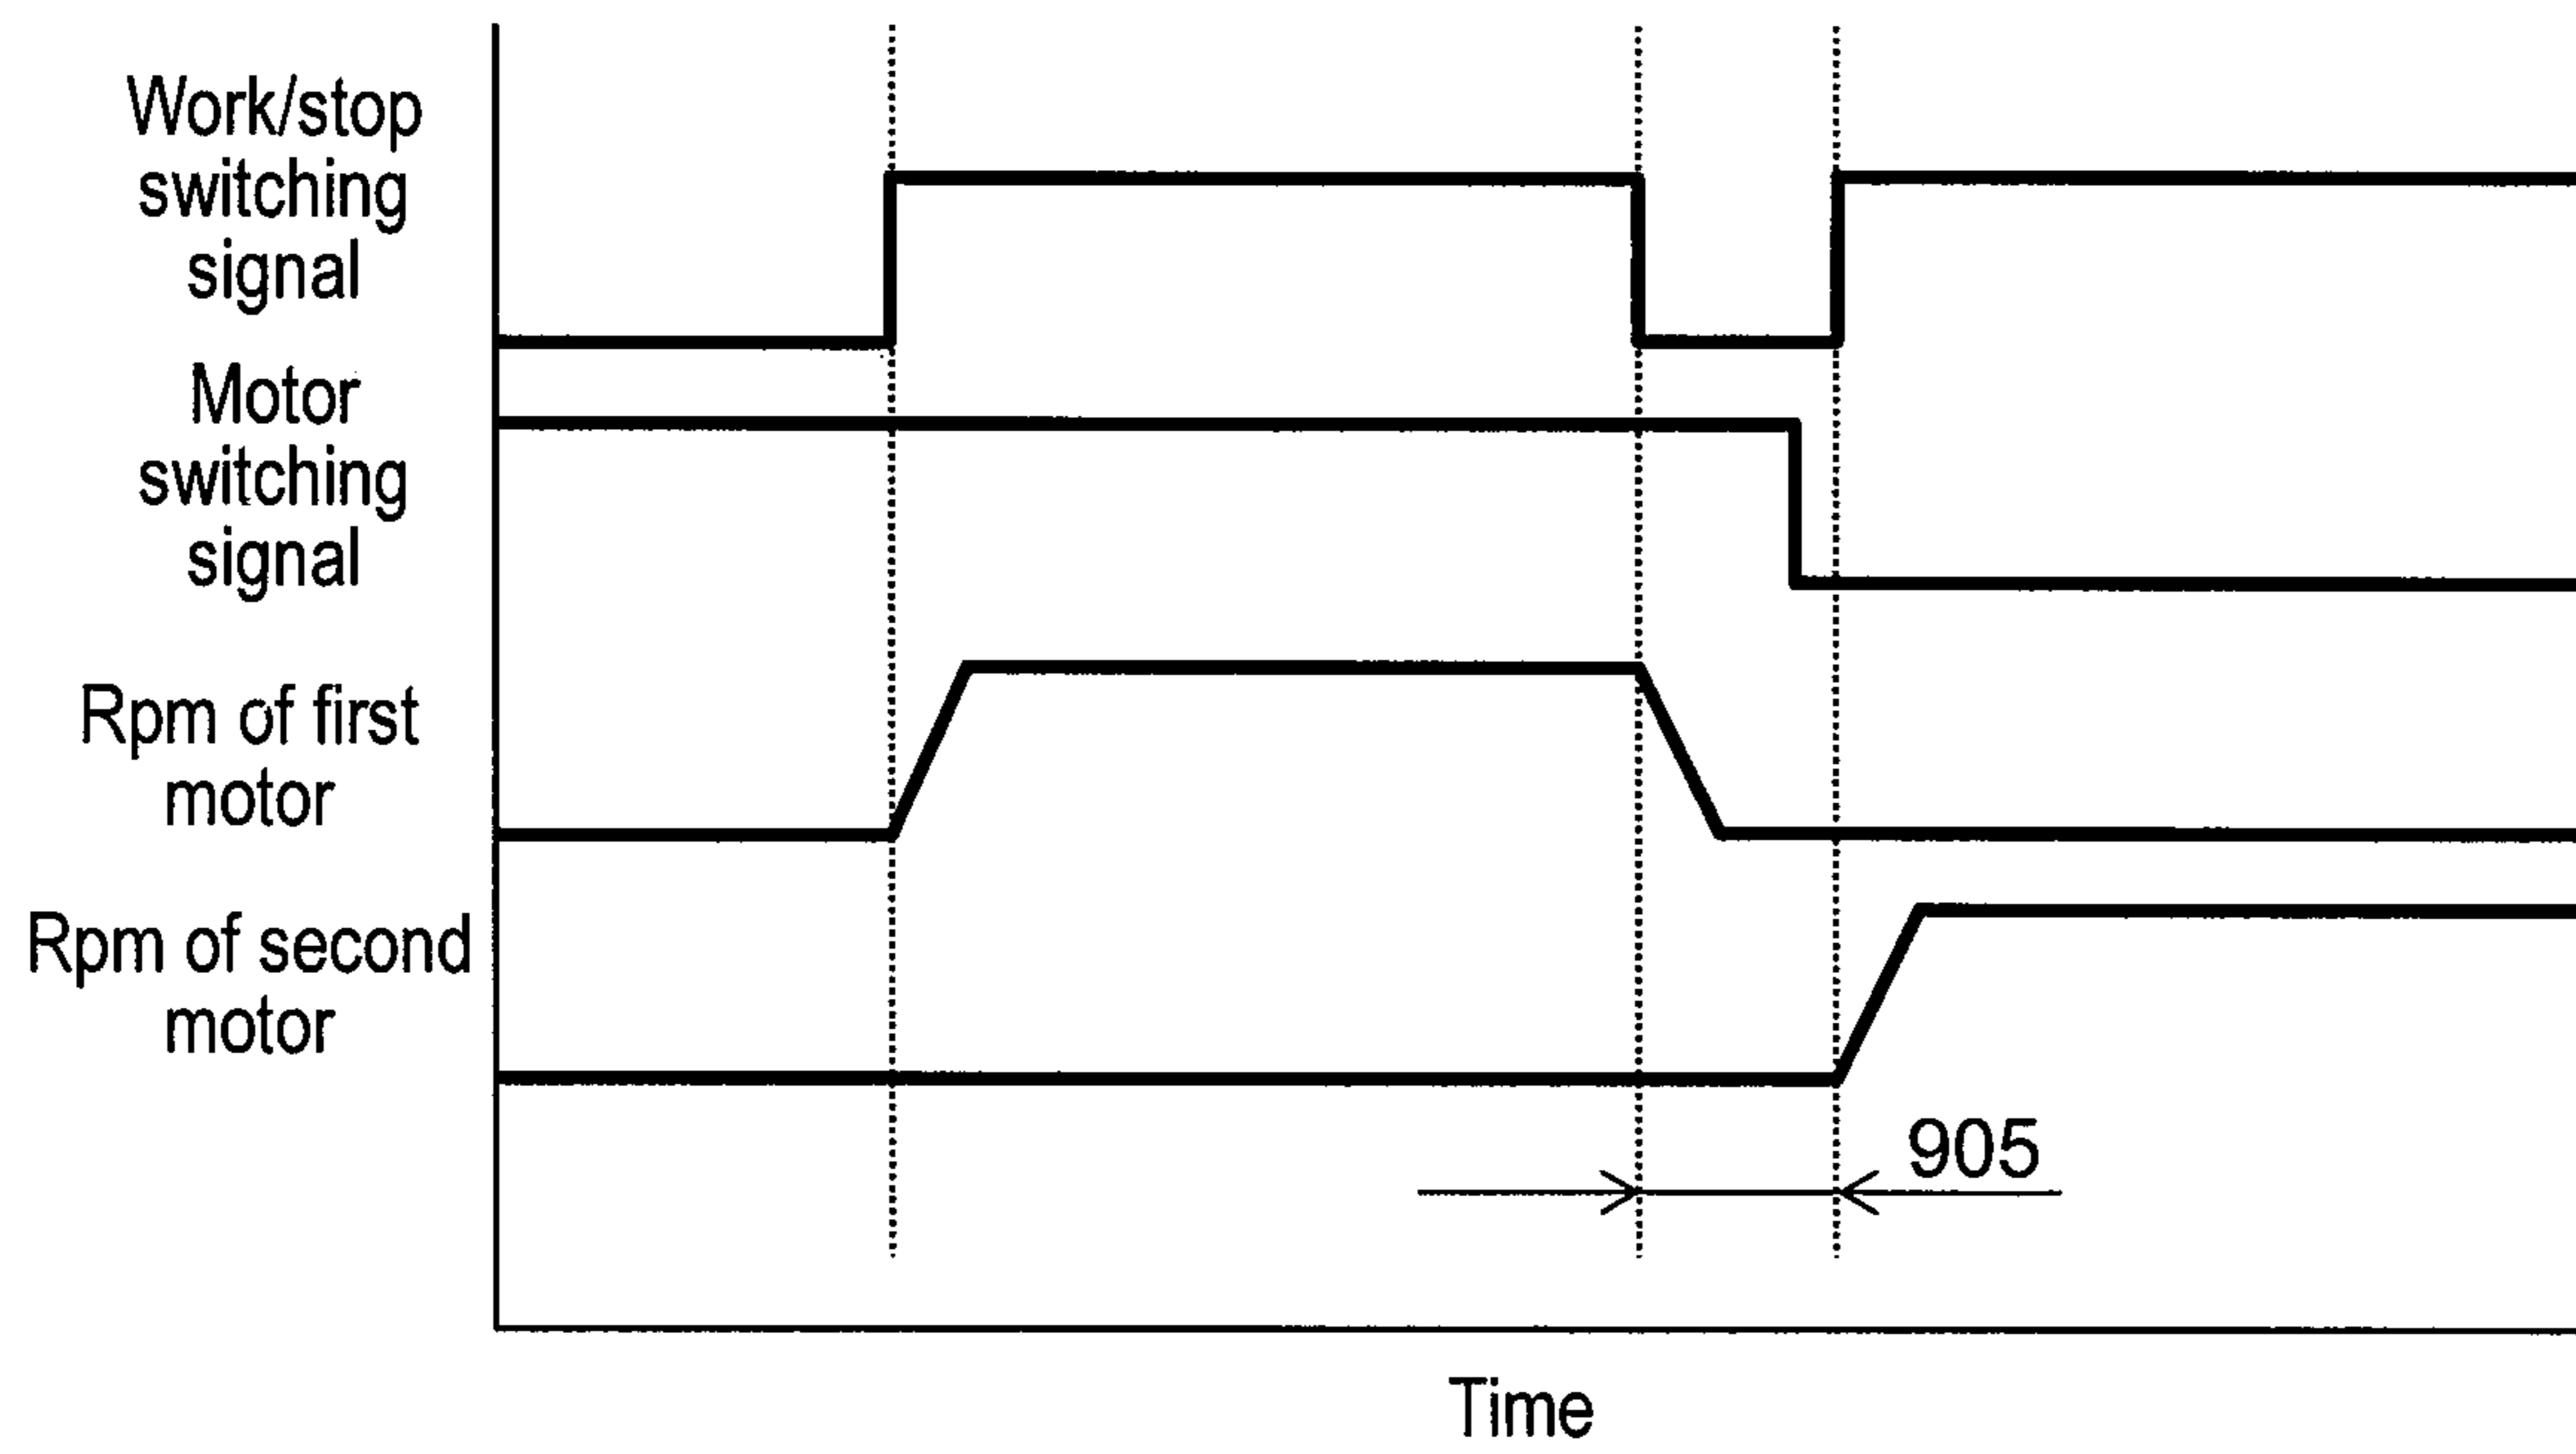 Work/stop
switching
signal
Motor
switching
signal
Rpm of first
motor
Rpm of second
motor
905
Time